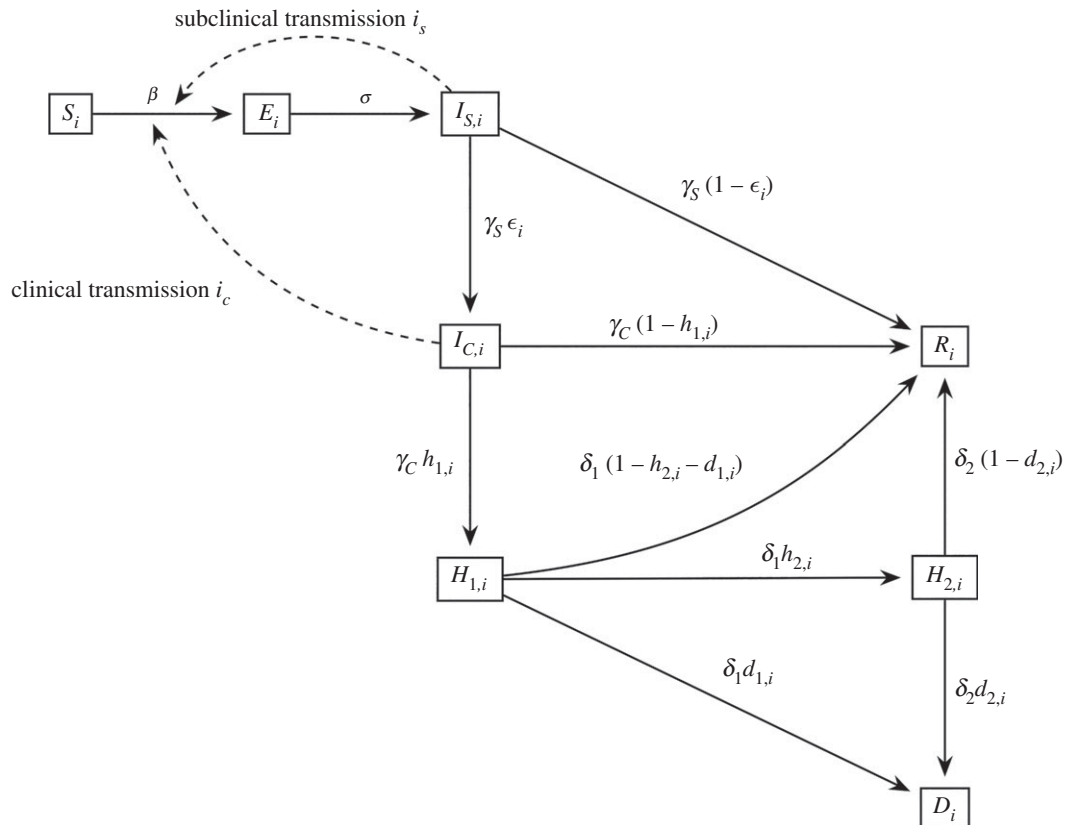 subclinical transmission i_s
β
σ
S_i
E_i
I_{S,i}
γ_S (1 – ϵ_i)
γ_S ϵ_i
clinical transmission i_c
γ_C (1 – h_{1,i})
I_{C,i}
R_i
γ_C h_{1,i}
δ_1 (1 – h_{2,i} – d_{1,i})
δ_2 (1 – d_{2,i})
δ_1 h_{2,i}
H_{1,i}
H_{2,i}
δ_1 d_{1,i}
δ_2 d_{2,i}
D_i